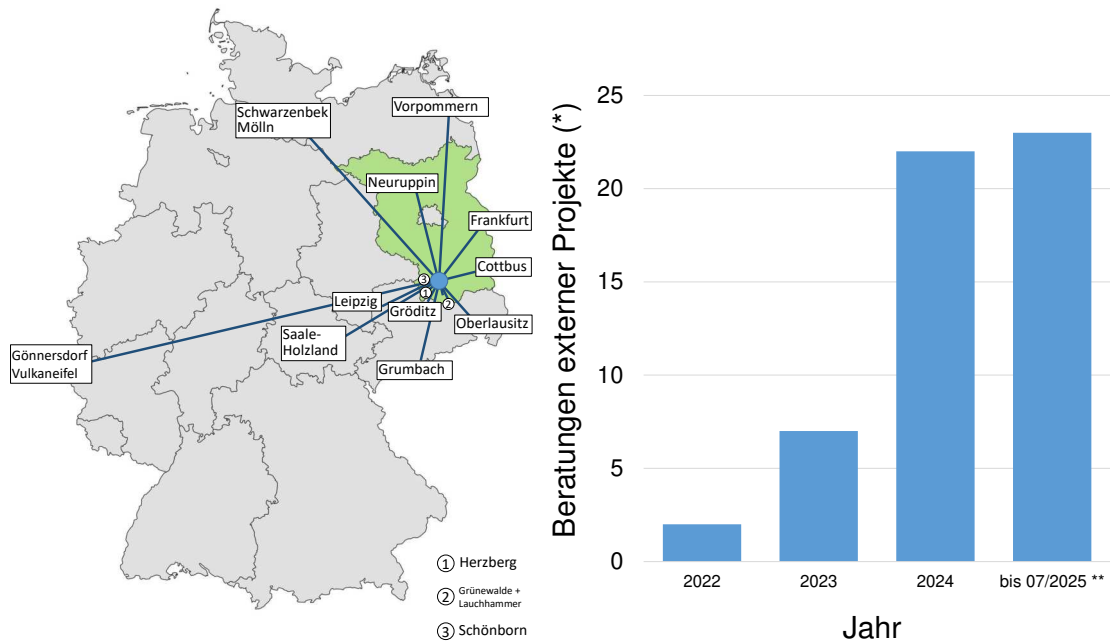 Schwarzenbek
Mölln
Vorpommern
Neuruppin
Frankfurt
Cottbus
Leipzig
Gröditz
Oberlausitz
Saale-
Holzland
Gönnersdorf
Vulkaneifel
Grumbach
3
1
2
1 Herzberg
2 Grünewalde +
Lauchhammer
3 Schönborn
Beratungen externer Projekte (*)
25
20
15
10
5
0
2022
2023
2024
bis 07/2025 **
Jahr